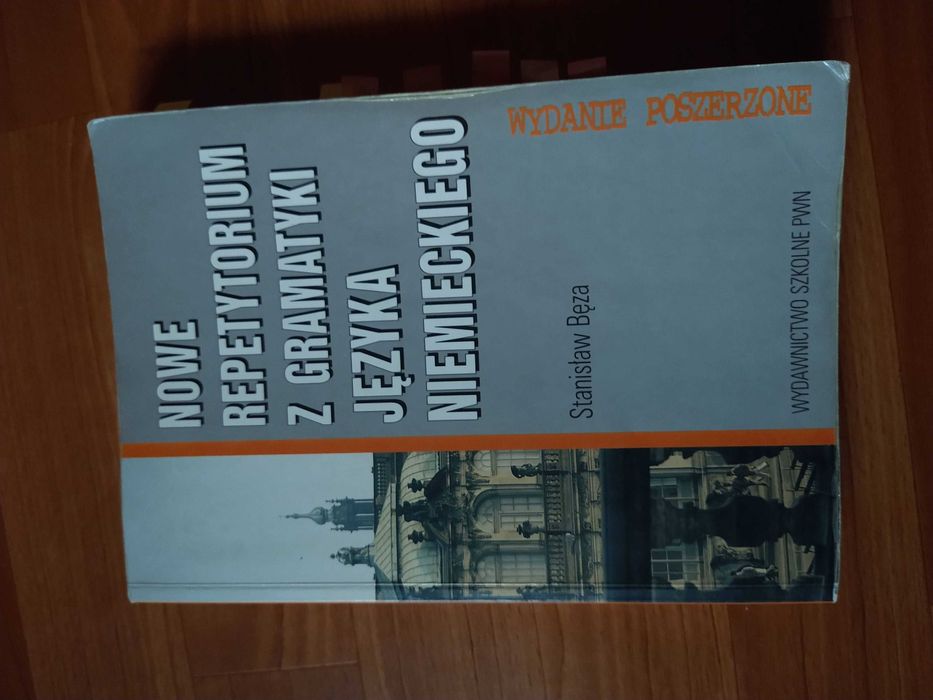 NOWE
REPETYTORIUM
Z GRAMATYKI
JĘZYKA
NIEMIECKIEGO
WYDANIE POSZERZONE
Stanisław Bęza
WYDAWNICTWO SZKOLNE PWN